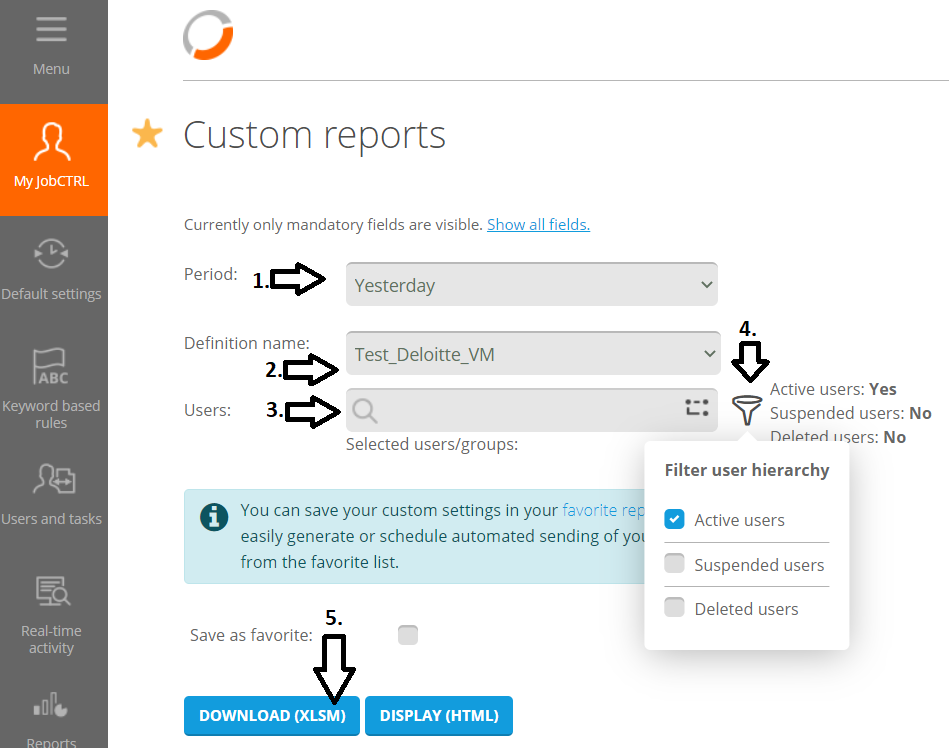 Menu
My JobCTRL
Default settings
Keyword based
rules
Users and tasks
Real-time
activity
Reports
Custom reports
Currently only mandatory fields are visible. Show all fields.
Period:
1.
Yesterday
Definition name:
2.
Test_Deloitte_VM
Users:
3.
Selected users/groups:
4.
Active users: Yes
Suspended users: No
Deleted users: No
Filter user hierarchy
Active users
Suspended users
Deleted users
You can save your custom settings in your favorite rep
easily generate or schedule automated sending of you
from the favorite list.
Save as favorite:
5.
DOWNLOAD (XLSM)
DISPLAY (HTML)
ABC